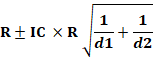 R ± IC × R √(1/d1 + 1/d2)